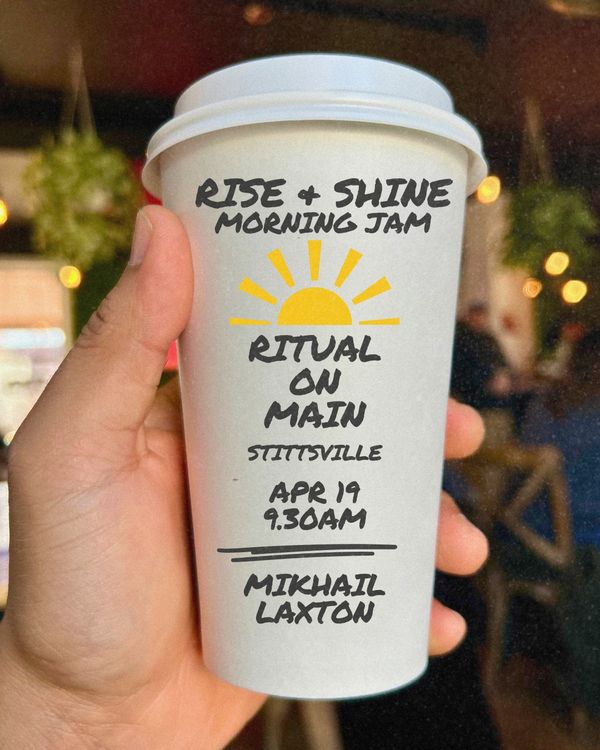 RISE & SHINE
MORNING JAM
RITUAL
ON
MAIN
STITTSVILLE
APR 19
9.30AM
MIKHAIL
LAXTON